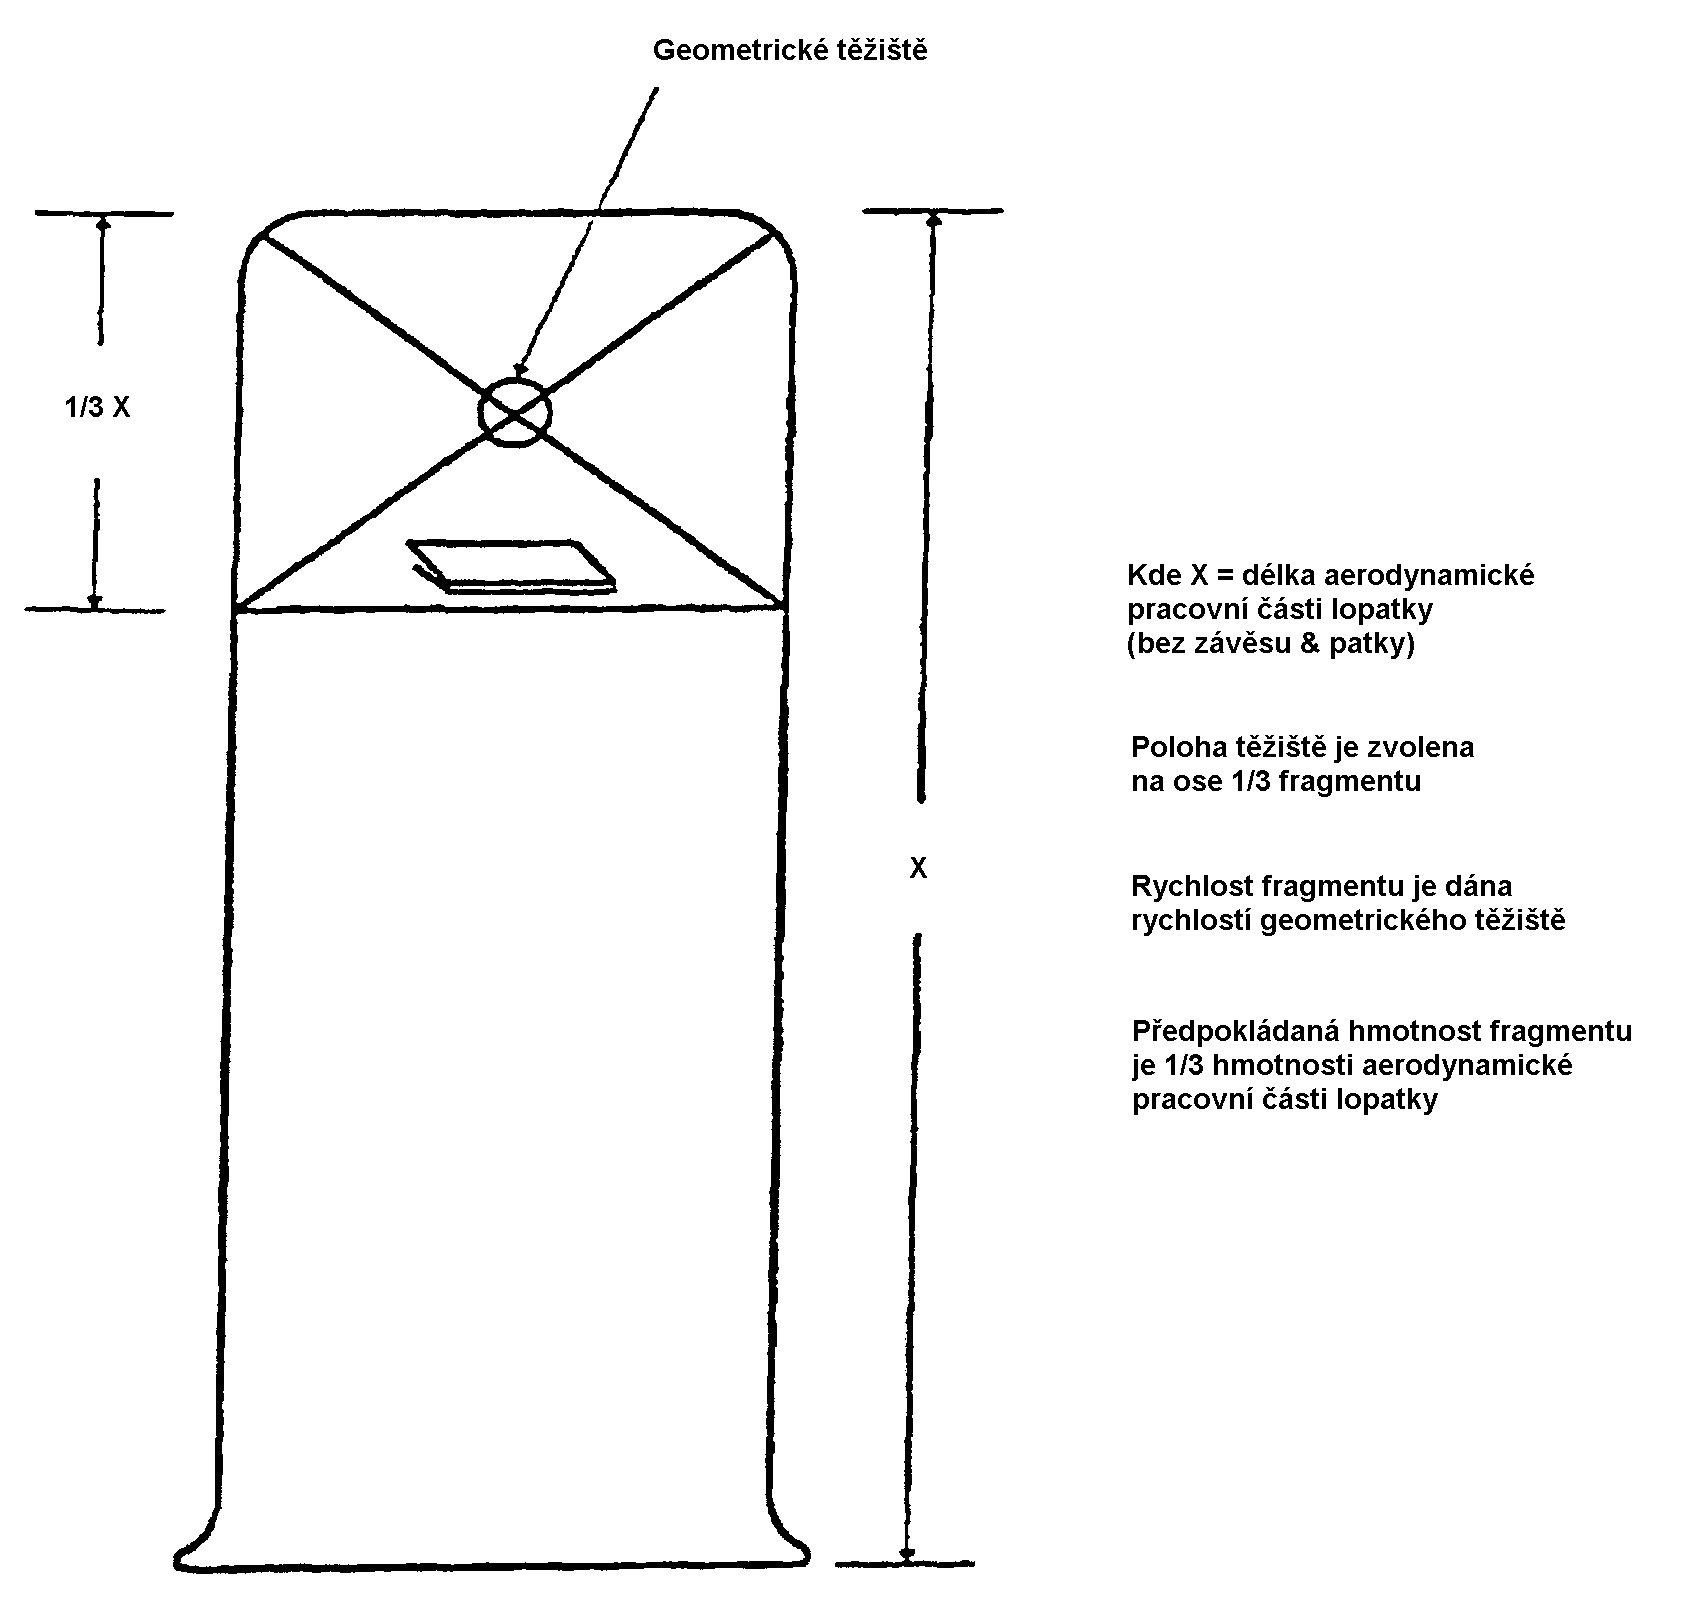 Geometrické těžiště
1/3 X
Kde X = délka aerodynamické
pracovní části lopatky
(bez závěsu & patky)
Poloha těžiště je zvolena
na ose 1/3 fragmentu
X
Rychlost fragmentu je dána
rychlostí geometrického těžiště
Předpokládaná hmotnost fragmentu
je 1/3 hmotnosti aerodynamické
pracovní části lopatky